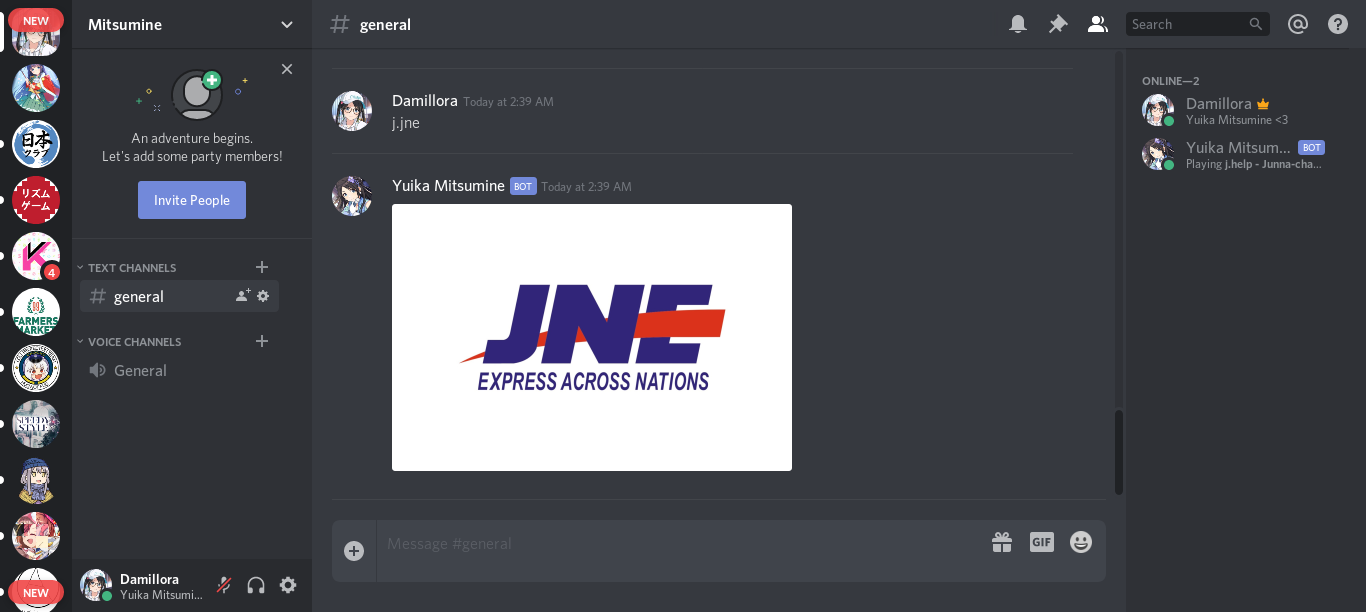 NEW
Mitsumine
general
Search
An adventure begins.
Let's add some party members!
Invite People
TEXT CHANNELS
general
VOICE CHANNELS
General
日本
クラブ
リズム
ゲーム
4
FARMERS
MARKET
SPEEDY
STYLE
NEW
Damillora
Yuika Mitsumi...
Damillora Today at 2:39 AM
j.jne
Yuika Mitsumine BOT Today at 2:39 AM
JNE
EXPRESS ACROSS NATIONS
Message #general
GIF
ONLINE—2
Damillora
Yuika Mitsumine <3
Yuika Mitsum... BOT
Playing j.help - Junna-cha...